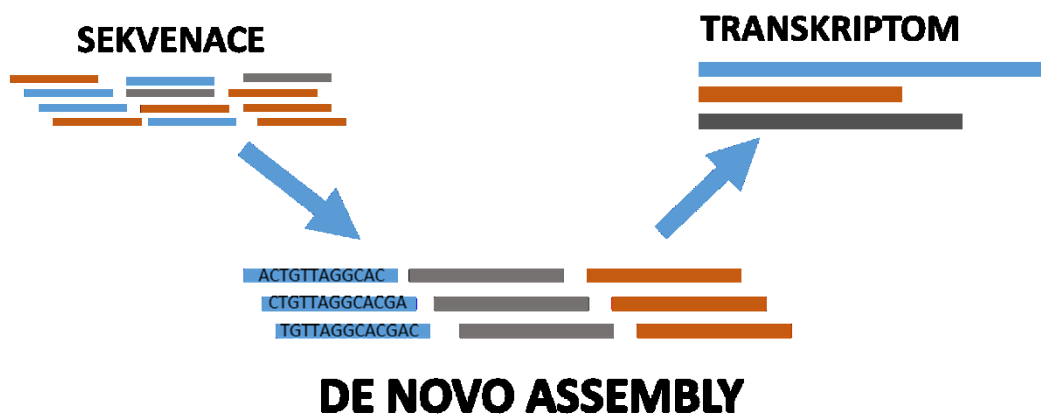 SEKVENACE
TRANSKRIPTOM
ACTGTTAGGCAC
CTGTTAGGCACGA
TGTTAGGCACGAC
DE NOVO ASSEMBLY